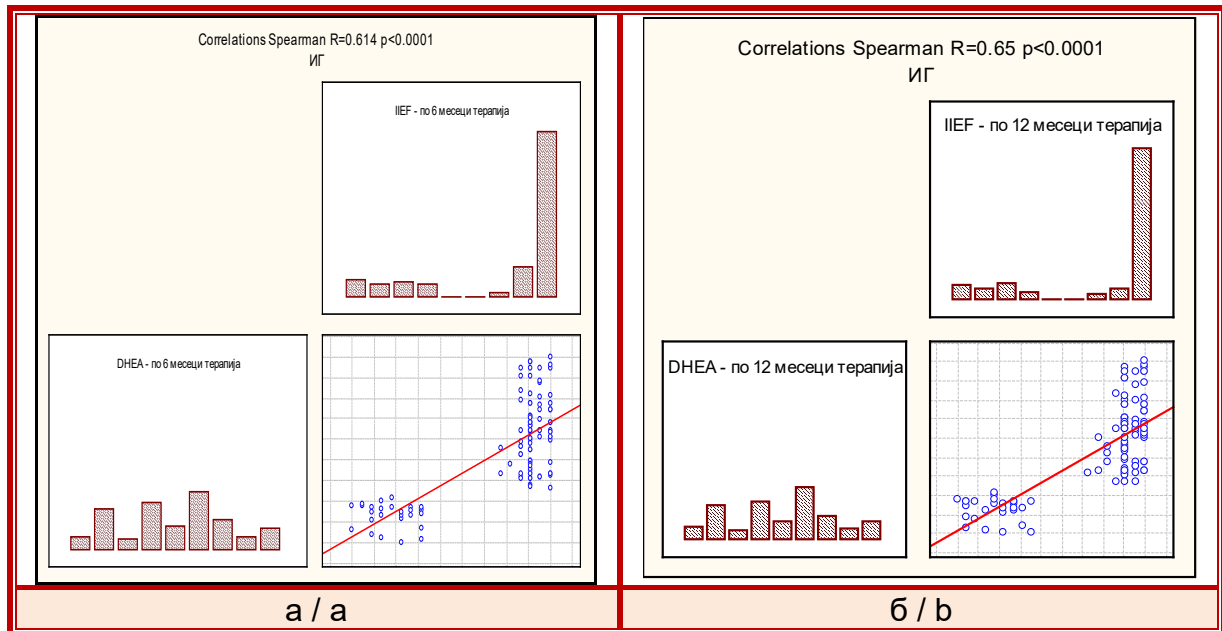 Correlations Spearman R=0.614 p<0.0001
ИГ
IIEF - по 6 месеци терапија
DHEA - по 6 месеци терапија
а / a
Correlations Spearman R=0.65 p<0.0001
ИГ
IIEF - по 12 месеци терапија
DHEA - по 12 месеци терапија
б / b